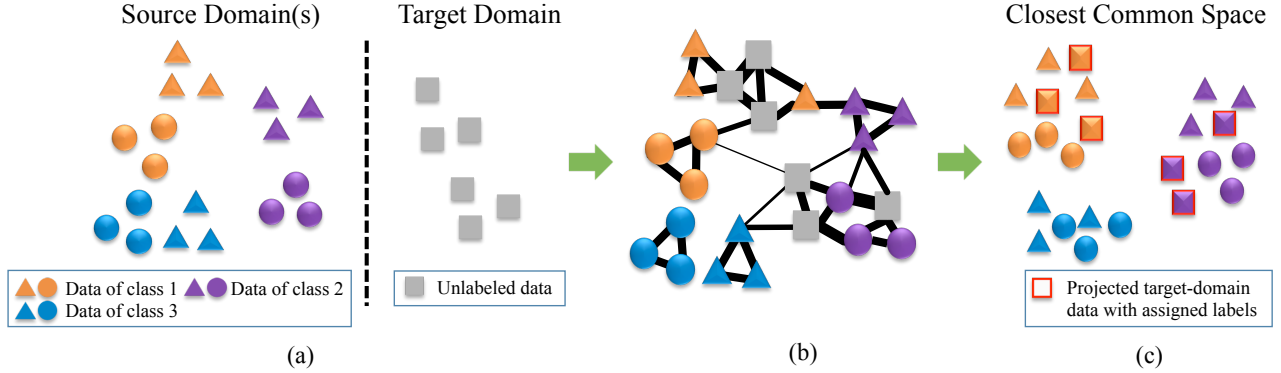 Source Domain(s)
Target Domain
Closest Common Space
Data of class 1
Data of class 2
Data of class 3
Unlabeled data
Projected target-domain
data with assigned labels
(a)
(b)
(c)